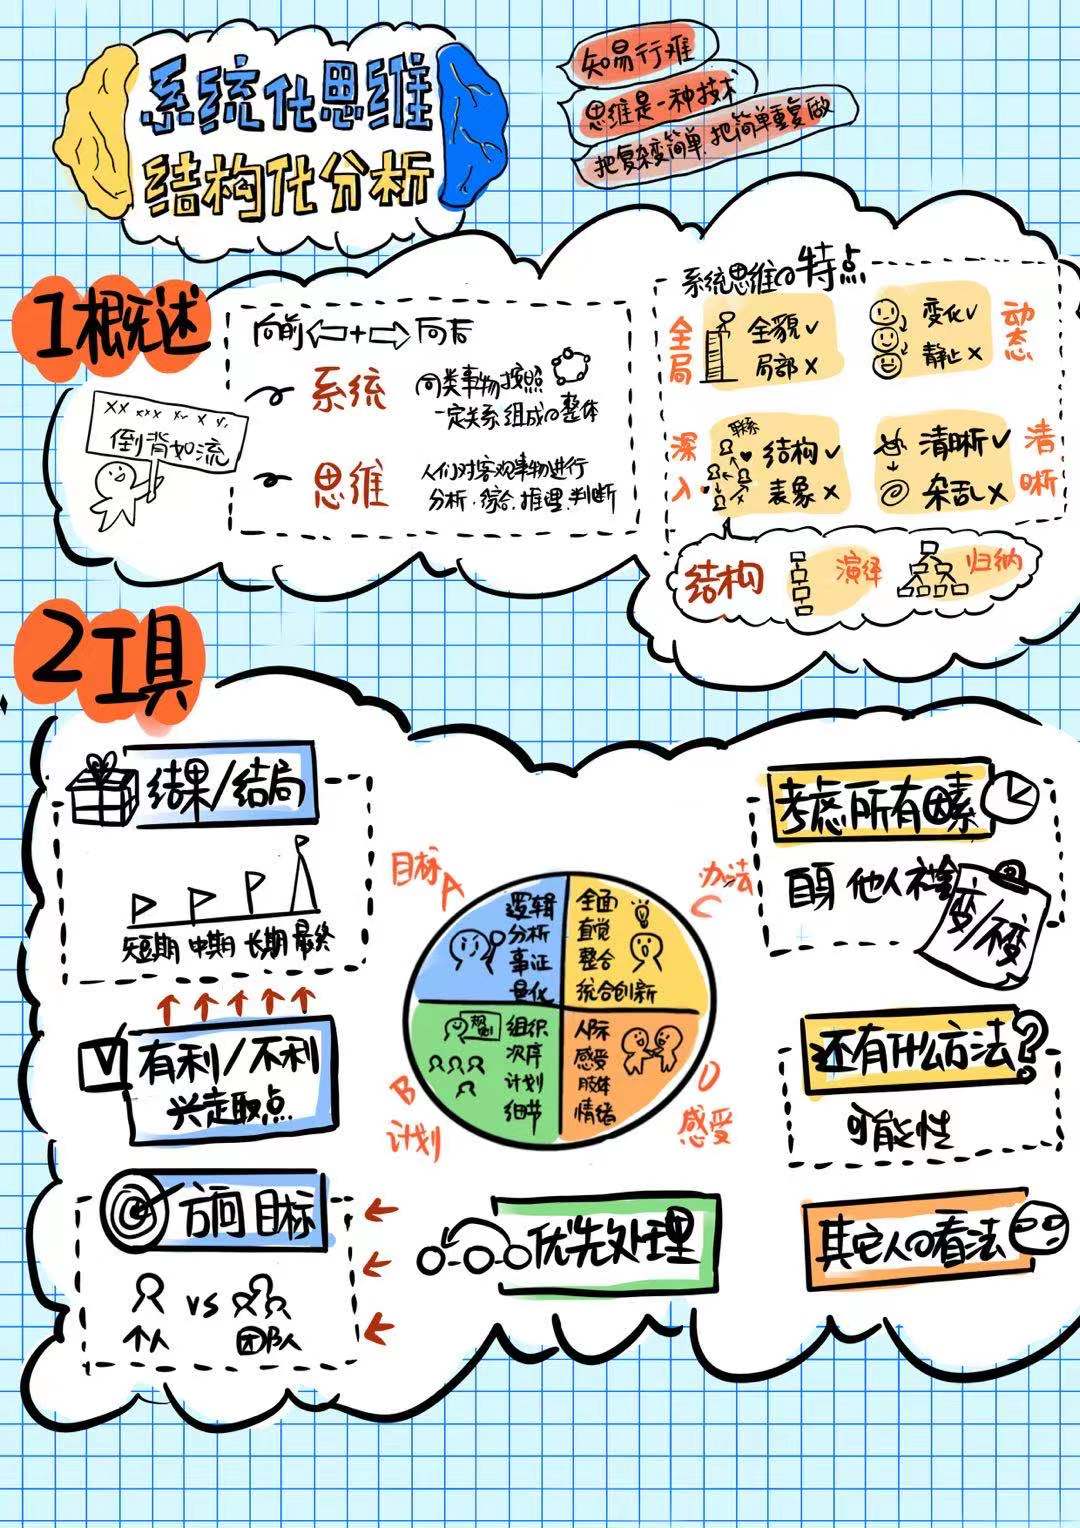 系统化思维
结构化分析
知易行难
思维是一种技术
把复杂变简单.把简单重复做
1概述
XX XXX XX X X
倒背如流
向前 + 向后
系统
同类事物按照
一定关系组成の整体
思维
人们对客观事物进行
分析.综合.推理.判断
系统思维の特点
全局
全貌✓
局部×
变化✓
静止×
动态
深入
联系
结构✓
表象×
清晰✓
杂乱×
清晰
结构
演绎
归纳
2工具
结果/结局
短期 中期 长期 最终
有利/不利
兴走取点
方向目标
个人 vs 团队
目标
A
逻辑
分析
事证
量化
办法
C
全面
直觉
整合
统合创新
B
计划
规划
组织
次序
计划
细节
D
感受
人际
感受
肢体
情绪
优先处理
考虑所有因素
自身 他人
变/不变
还有什么方法?
可能性
其它人の看法